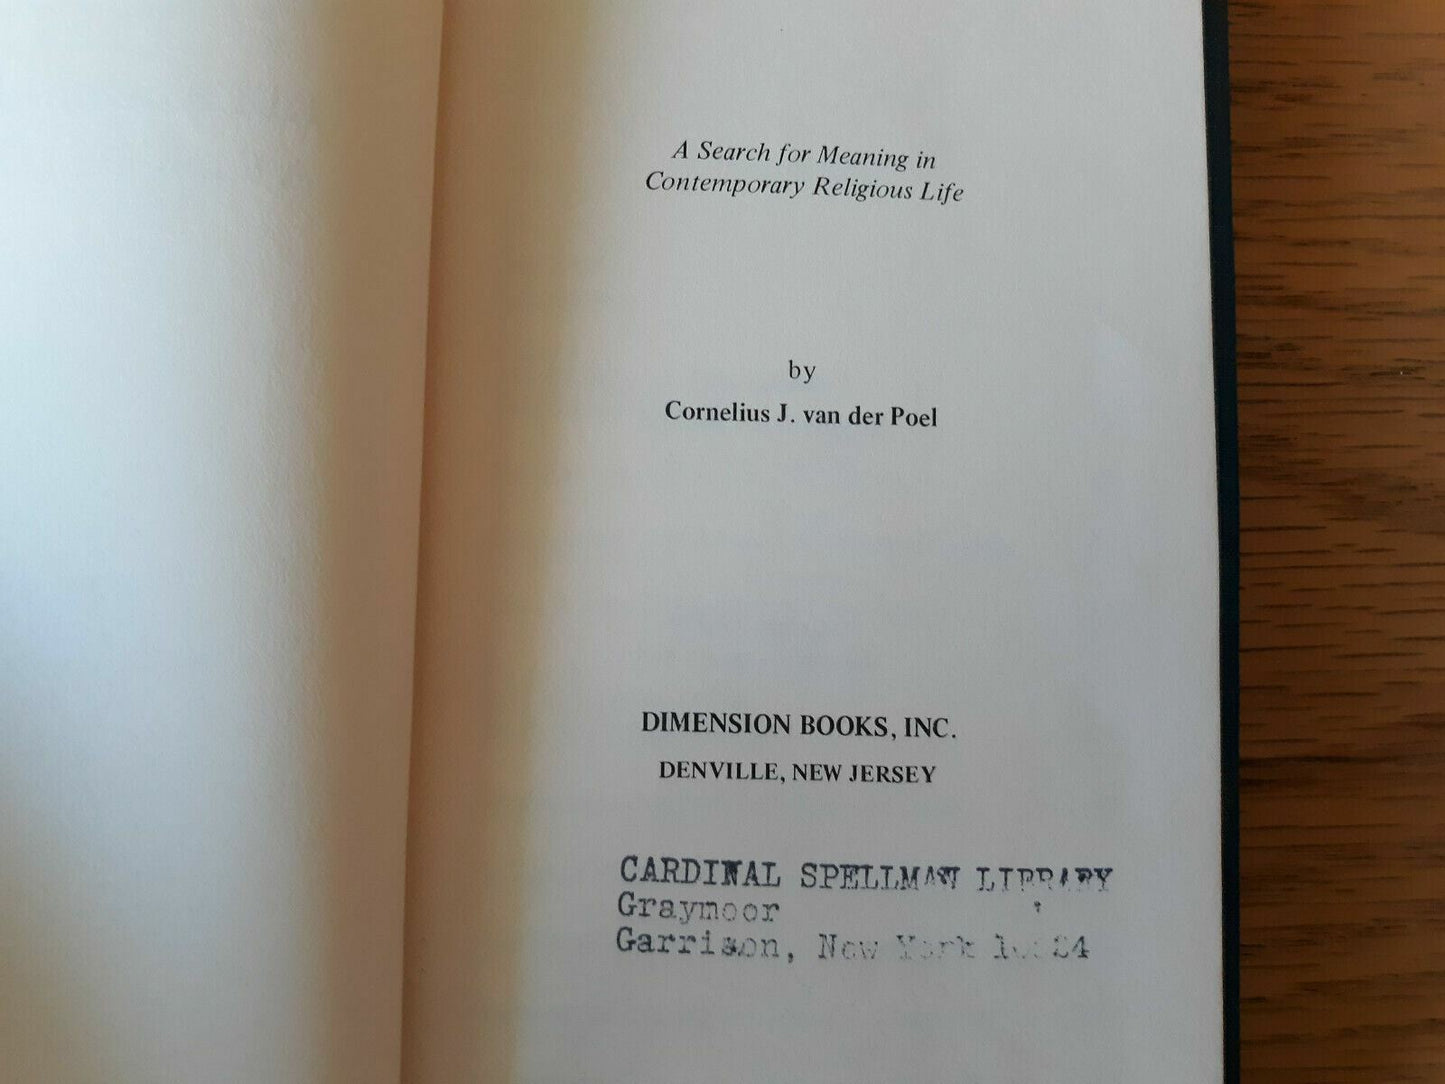 A Search for Meaning in
Contemporary Religious Life
by
Cornelius J. van der Poel
DIMENSION BOOKS, INC.
DENVILLE, NEW JERSEY
CARDINAL SPELLMAN LIBRARY
Graymoor
Garrison, New York